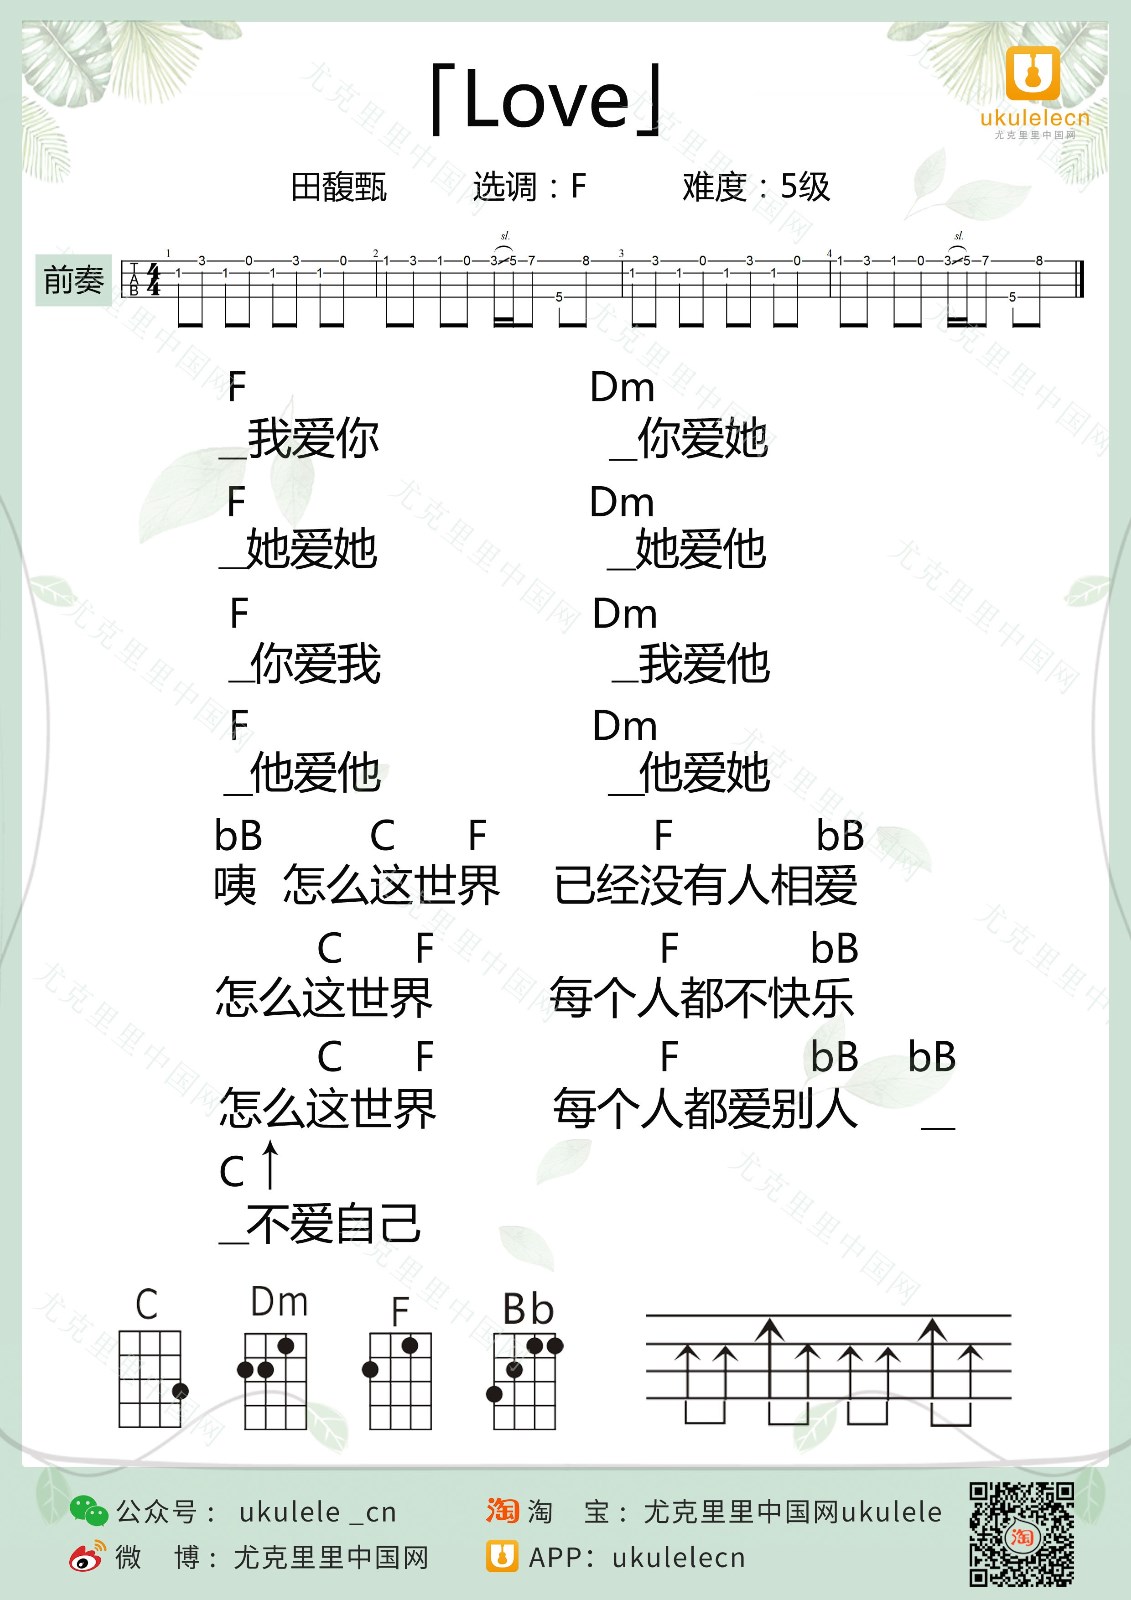 「Love」
ukulelecn
尤克里里中国网
田馥甄 选调：F 难度：5级
前奏
1 2 sl. 3 4 sl.
T A B 4 4
1 3 1 0 1 3 1 0 1 3 1 0 3 5 7 5 8 1 3 1 0 1 3 1 0 1 3 1 0 3 5 7 5 8
F Dm
_我爱你 _你爱她
F Dm
_她爱她 _她爱他
F Dm
_你爱我 _我爱他
F Dm
_他爱他 _他爱她
bB C F F bB
咦 怎么这世界 已经没有人相爱
C F F bB
怎么这世界 每个人都不快乐
C F F bB bB
怎么这世界 每个人都爱别人 _
C ↑
_不爱自己
C Dm F Bb
公众号： ukulele _cn 淘 淘 宝：尤克里里中国网ukulele
微 博：尤克里里中国网 APP：ukulelecn
淘